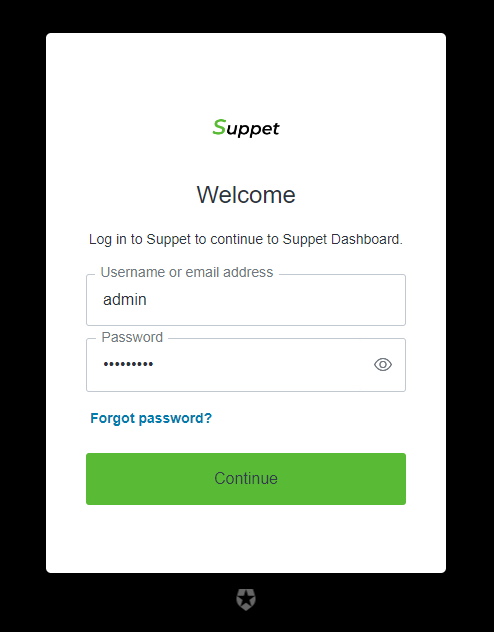 Suppet
Welcome
Log in to Suppet to continue to Suppet Dashboard.
Username or email address
admin
Password
•••••••••
Forgot password?
Continue